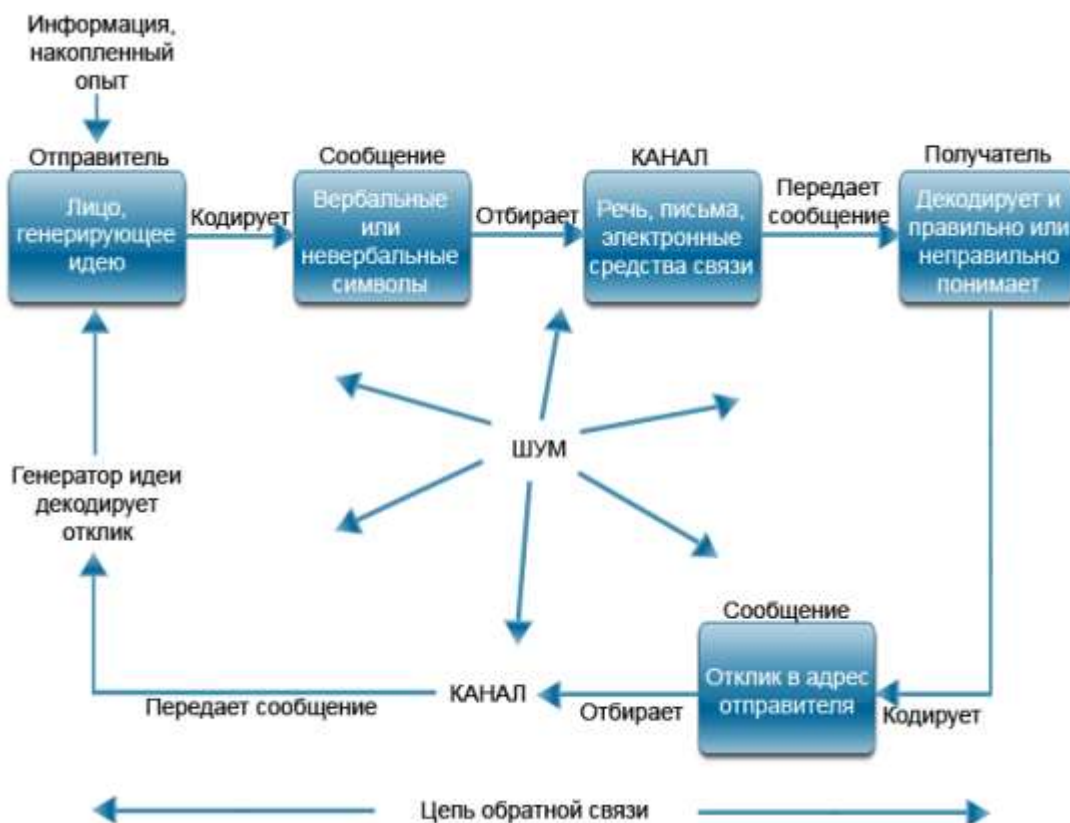 Информация,
накопленный
опыт
Отправитель
Сообщение
КАНАЛ
Получатель
Лицо,
генерирующее
идею
Кодирует
Вербальные
или
невербальные
символы
Отбирает
Речь, письма,
электронные
средства связи
Передает
сообщение
Декодирует и
правильно или
неправильно
понимает
ШУМ
Генератор идеи
декодирует
отклик
Сообщение
Отклик в адрес
отправителя
Кодирует
Отбирает
КАНАЛ
Передает сообщение
Цепь обратной связи